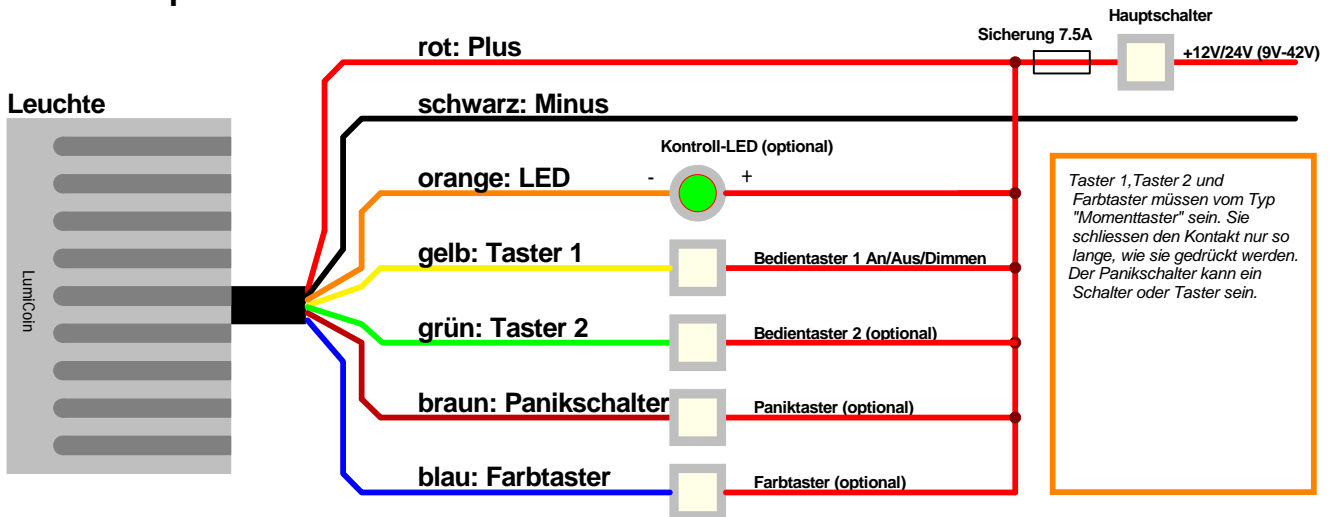 Hauptschalter
Sicherung 7.5A
rot: Plus
+12V/24V (9V-42V)
Leuchte
schwarz: Minus
Kontroll-LED (optional)
orange: LED
- +
Taster 1,Taster 2 und
Farbtaster müssen vom Typ
"Momenttaster" sein. Sie
schliessen den Kontakt nur so
lange, wie sie gedrückt werden.
Der Panikschalter kann ein
Schalter oder Taster sein.
gelb: Taster 1
Bedientaster 1 An/Aus/Dimmen
LumiCoin
grün: Taster 2
Bedientaster 2 (optional)
braun: Panikschalter
Paniktaster (optional)
blau: Farbtaster
Farbtaster (optional)